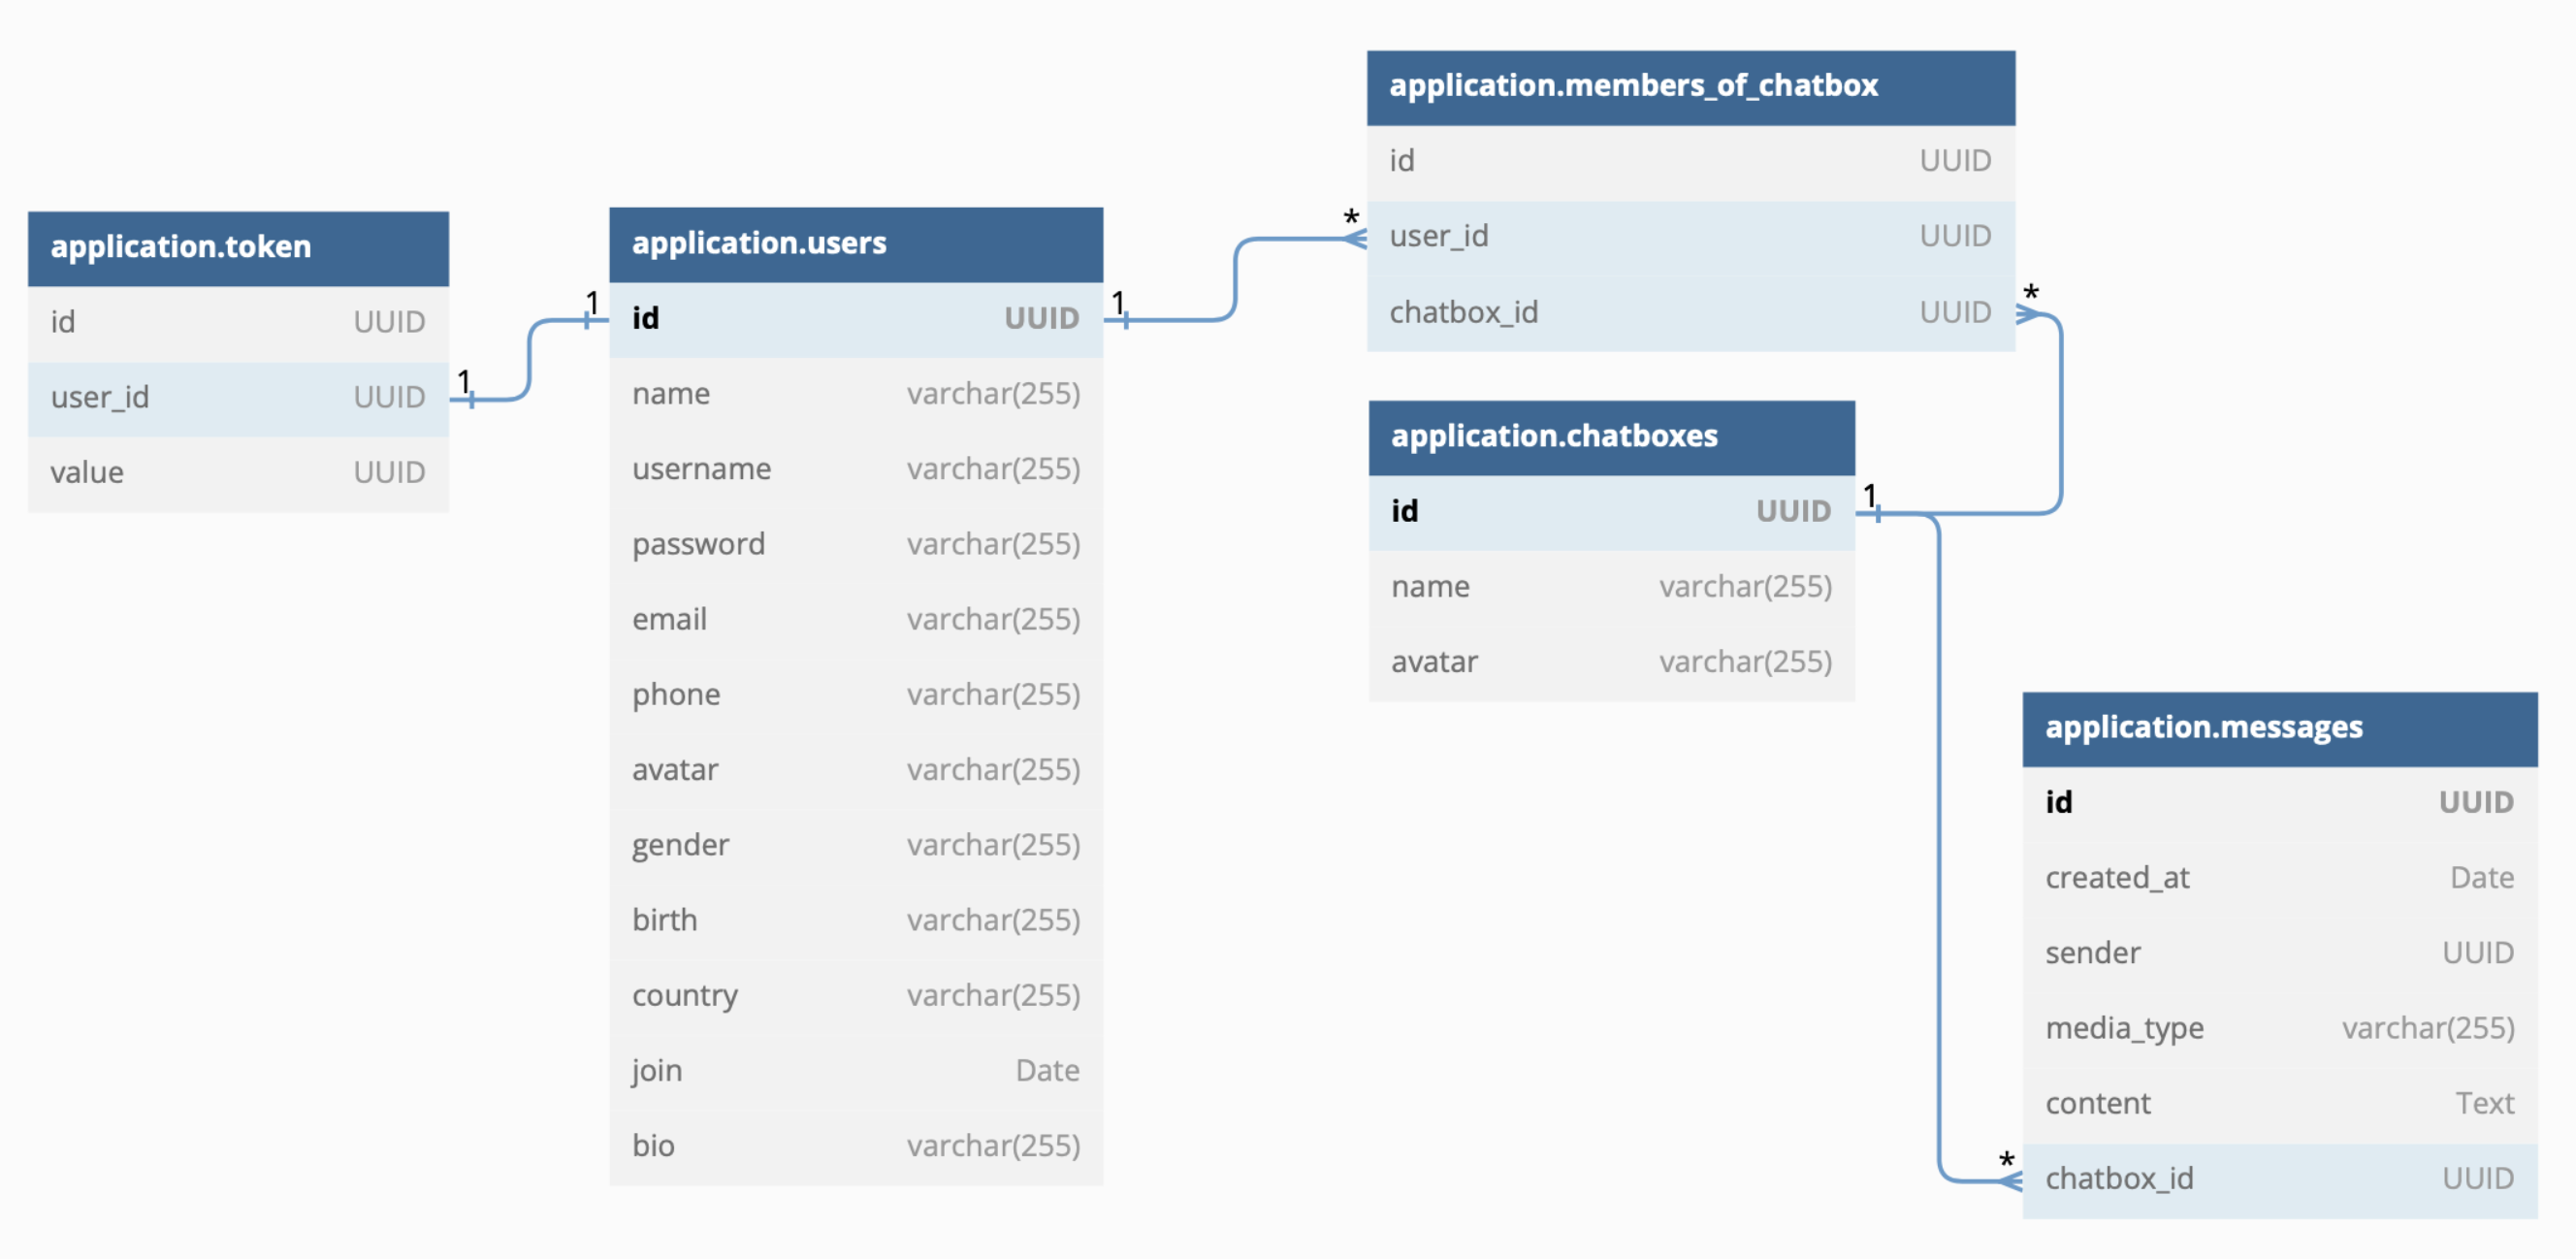 application.token
id UUID
user_id UUID
value UUID
1
1
application.users
id UUID
name varchar(255)
username varchar(255)
password varchar(255)
email varchar(255)
phone varchar(255)
avatar varchar(255)
gender varchar(255)
birth varchar(255)
country varchar(255)
join Date
bio varchar(255)
1
*
application.members_of_chatbox
id UUID
user_id UUID
chatbox_id UUID
*
application.chatboxes
id UUID
name varchar(255)
avatar varchar(255)
1
application.messages
id UUID
created_at Date
sender UUID
media_type varchar(255)
content Text
chatbox_id UUID
*